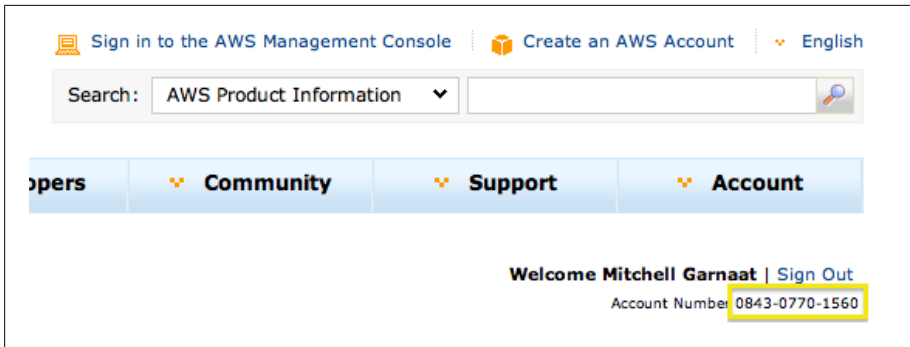 Sign in to the AWS Management Console Create an AWS Account English
Search: AWS Product Information
opers Community Support Account
Welcome Mitchell Garnaat | Sign Out
Account Number 0843-0770-1560